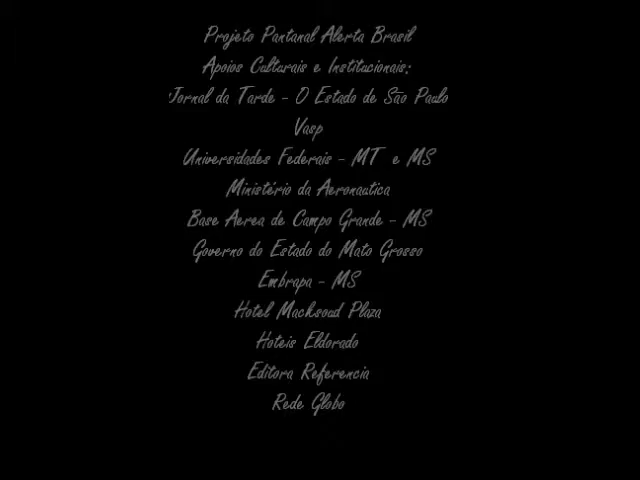 Projeto Pantanal Alerta Brasil
Apoios Culturais e Institucionais:
Jornal da Tarde - O Estado de São Paulo
Vasp
Universidades Federais - MT e MS
Ministério da Aeronautica
Base Aerea de Campo Grande - MS
Governo do Estado do Mato Grosso
Embrapa - MS
Hotel Macksoud Plaza
Hoteis Eldorado
Editora Referencia
Rede Globo